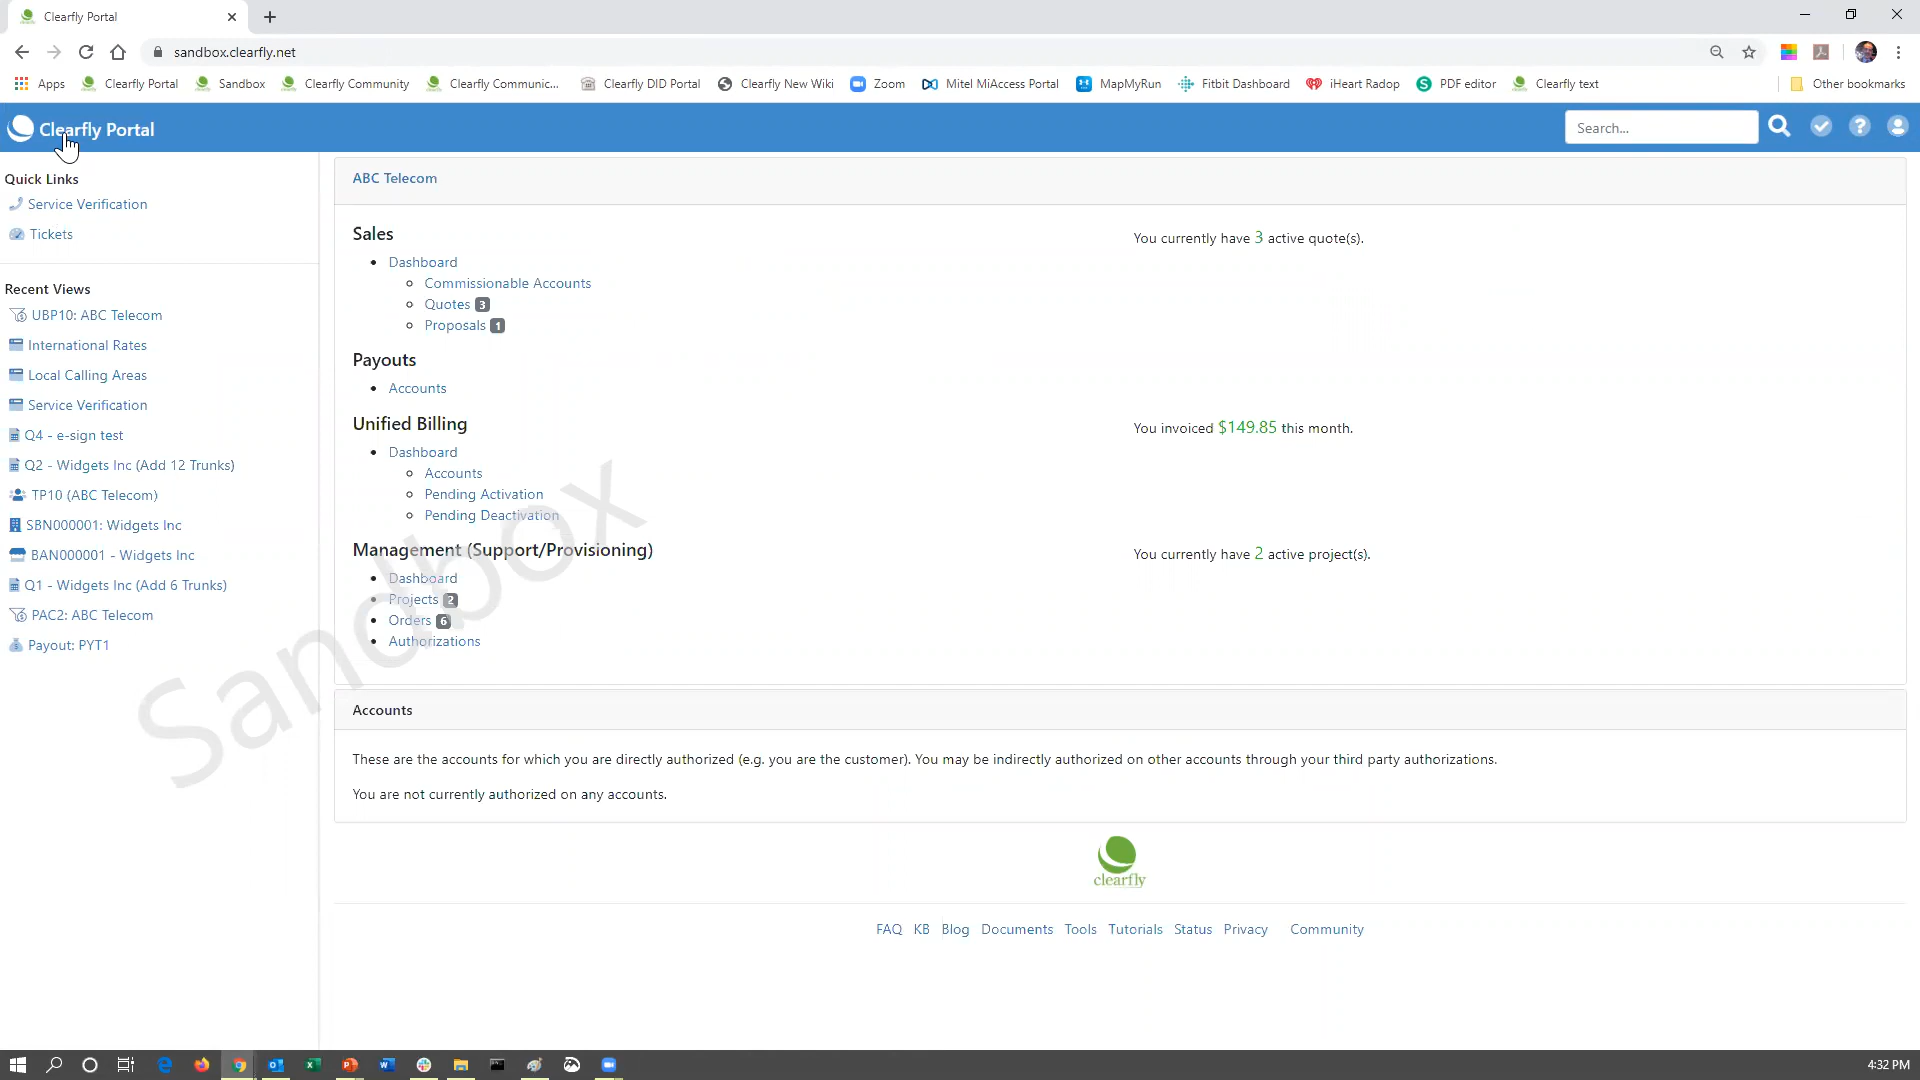 Clearfly Portal
sandbox.clearfly.net
Apps Clearfly Portal Sandbox Clearfly Community Clearfly Communic... Clearfly DID Portal Clearfly New Wiki Zoom Mitel MiAccess Portal MapMyRun Fitbit Dashboard iHeart Radop PDF editor Clearfly text Other bookmarks
Clearfly Portal
Search...
Quick Links
Service Verification
Tickets
Recent Views
UBP10: ABC Telecom
International Rates
Local Calling Areas
Service Verification
Q4 - e-sign test
Q2 - Widgets Inc (Add 12 Trunks)
TP10 (ABC Telecom)
SBN000001: Widgets Inc
BAN000001 - Widgets Inc
Q1 - Widgets Inc (Add 6 Trunks)
PAC2: ABC Telecom
Payout: PYT1
ABC Telecom
Sales
You currently have 3 active quote(s).
Dashboard
Commissionable Accounts
Quotes 3
Proposals 1
Payouts
Accounts
Unified Billing
You invoiced $149.85 this month.
Dashboard
Accounts
Pending Activation
Pending Deactivation
Management (Support/Provisioning)
You currently have 2 active project(s).
Dashboard
Projects 2
Orders 6
Authorizations
Sandbox
Accounts
These are the accounts for which you are directly authorized (e.g. you are the customer). You may be indirectly authorized on other accounts through your third party authorizations.
You are not currently authorized on any accounts.
clearfly
FAQ KB Blog Documents Tools Tutorials Status Privacy Community
4:32 PM